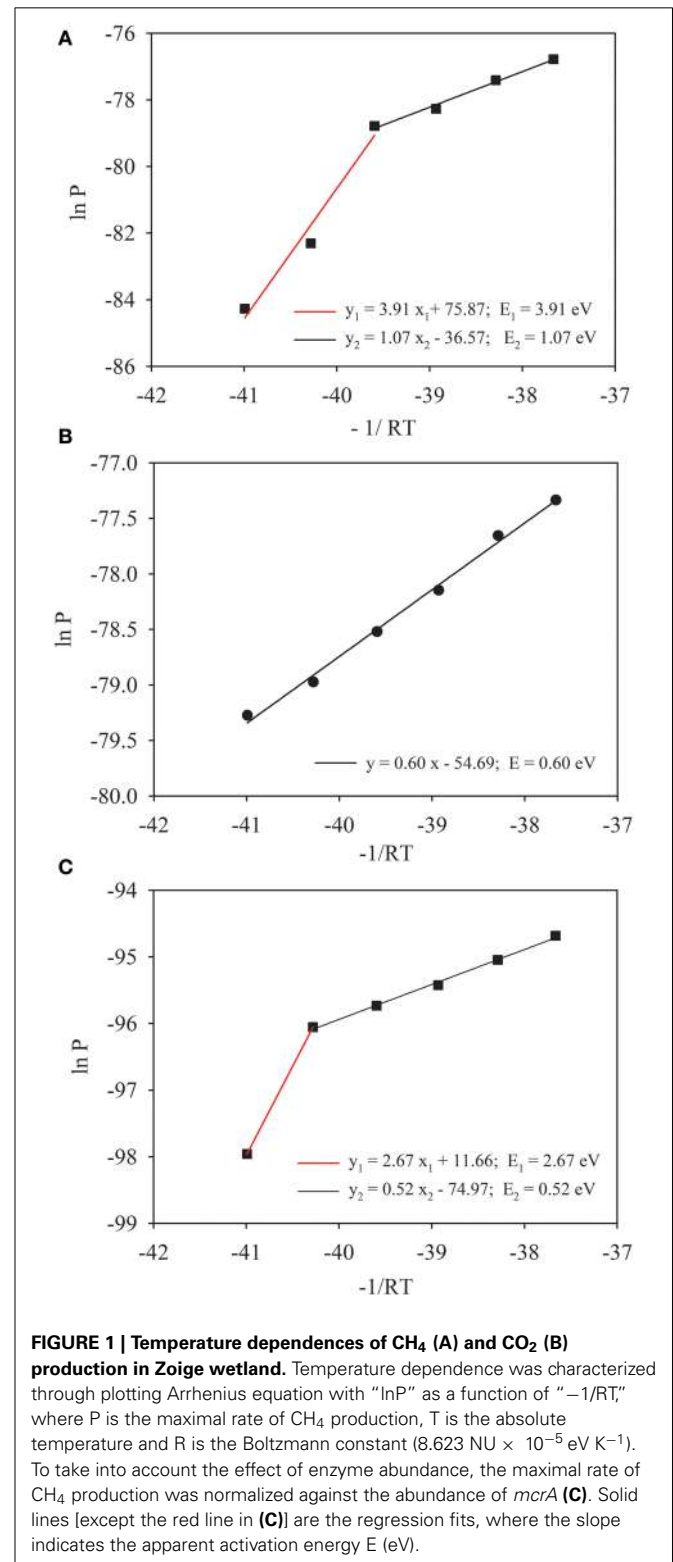 A
-76
-78
-80
-82
-84
-86
ln P
y₁ = 3.91 x₁+ 75.87;  E₁ = 3.91 eV
y₂ = 1.07 x₂ - 36.57;  E₂ = 1.07 eV
-42 -41 -40 -39 -38 -37
- 1/ RT
B
-77.0
-77.5
-78.0
-78.5
-79.0
-79.5
-80.0
ln P
y = 0.60 x - 54.69;  E = 0.60 eV
-42 -41 -40 -39 -38 -37
-1/RT
C
-94
-95
-96
-97
-98
-99
ln P
y₁ = 2.67 x₁ + 11.66;  E₁ = 2.67 eV
y₂ = 0.52 x₂ - 74.97;  E₂ = 0.52 eV
-42 -41 -40 -39 -38 -37
-1/RT
FIGURE 1 | Temperature dependences of CH₄ (A) and CO₂ (B)
production in Zoige wetland. Temperature dependence was characterized
through plotting Arrhenius equation with “lnP” as a function of “−1/RT,”
where P is the maximal rate of CH₄ production, T is the absolute
temperature and R is the Boltzmann constant (8.623 NU × 10⁻⁵ eV K⁻¹).
To take into account the effect of enzyme abundance, the maximal rate of
CH₄ production was normalized against the abundance of mcrA (C). Solid
lines [except the red line in (C)] are the regression fits, where the slope
indicates the apparent activation energy E (eV).